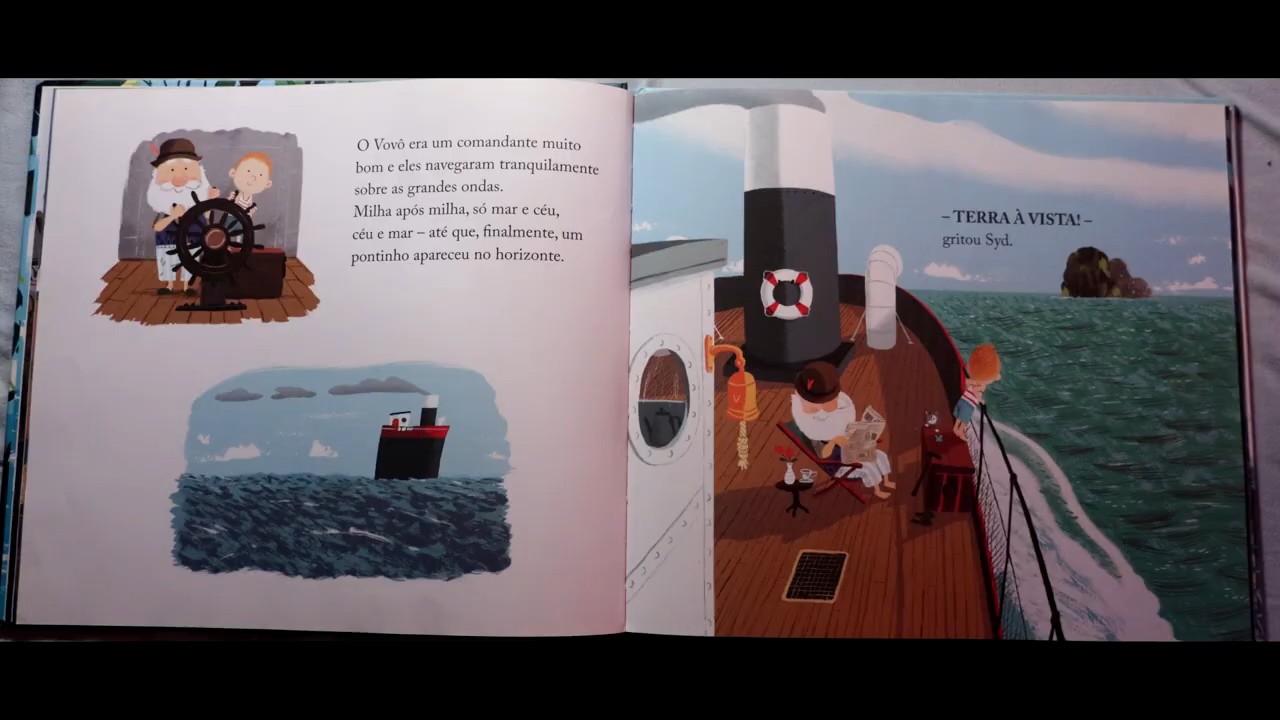 O Vovô era um comandante muito
bom e eles navegaram tranquilamente
sobre as grandes ondas.
Milha após milha, só mar e céu,
céu e mar – até que, finalmente, um
pontinho apareceu no horizonte.
– TERRA À VISTA! –
gritou Syd.